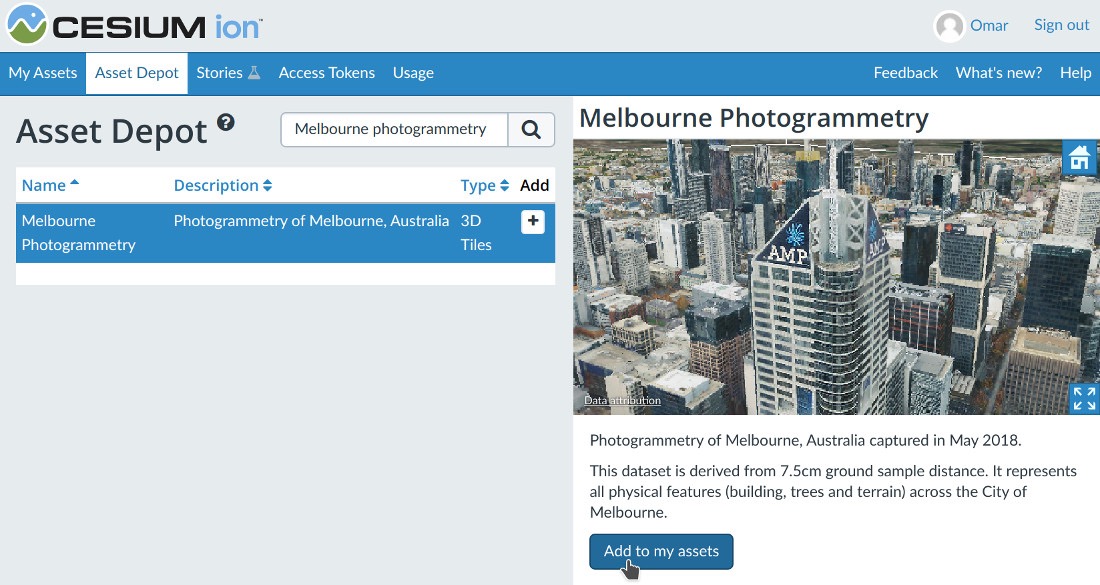 CESIUM ion™
Omar Sign out
My Assets Asset Depot Stories Access Tokens Usage Feedback What's new? Help
Asset Depot ?
Melbourne photogrammetry
Name Description Type Add
Melbourne Photogrammetry of Melbourne, Australia 3D +
Photogrammetry Tiles
Melbourne Photogrammetry
AMP
AMP
Data attribution
Photogrammetry of Melbourne, Australia captured in May 2018.
This dataset is derived from 7.5cm ground sample distance. It represents
all physical features (building, trees and terrain) across the City of
Melbourne.
Add to my assets